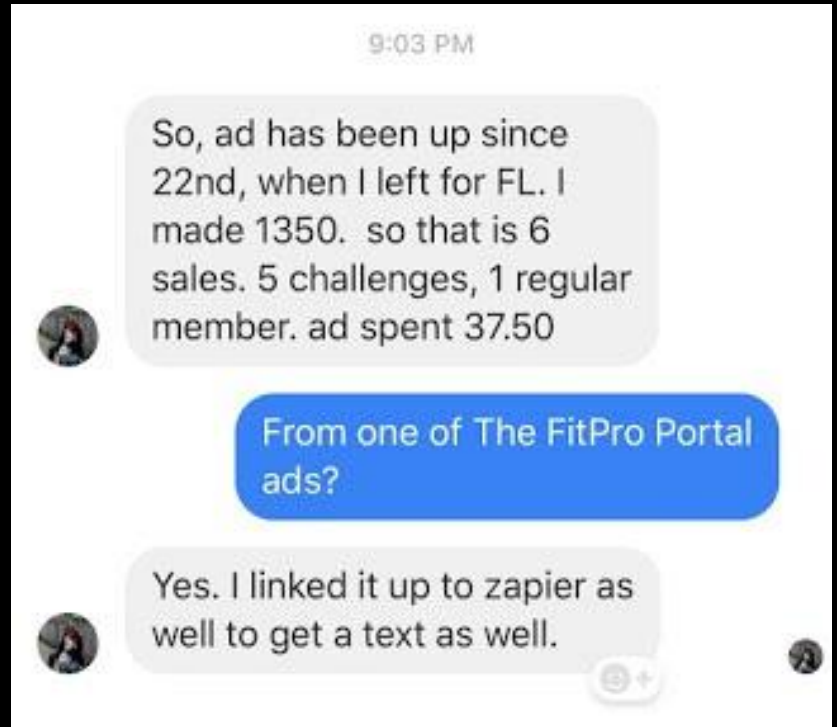 9:03 PM
So, ad has been up since
22nd, when I left for FL. I
made 1350.  so that is 6
sales. 5 challenges, 1 regular
member. ad spent 37.50
From one of The FitPro Portal
ads?
Yes. I linked it up to zapier as
well to get a text as well.